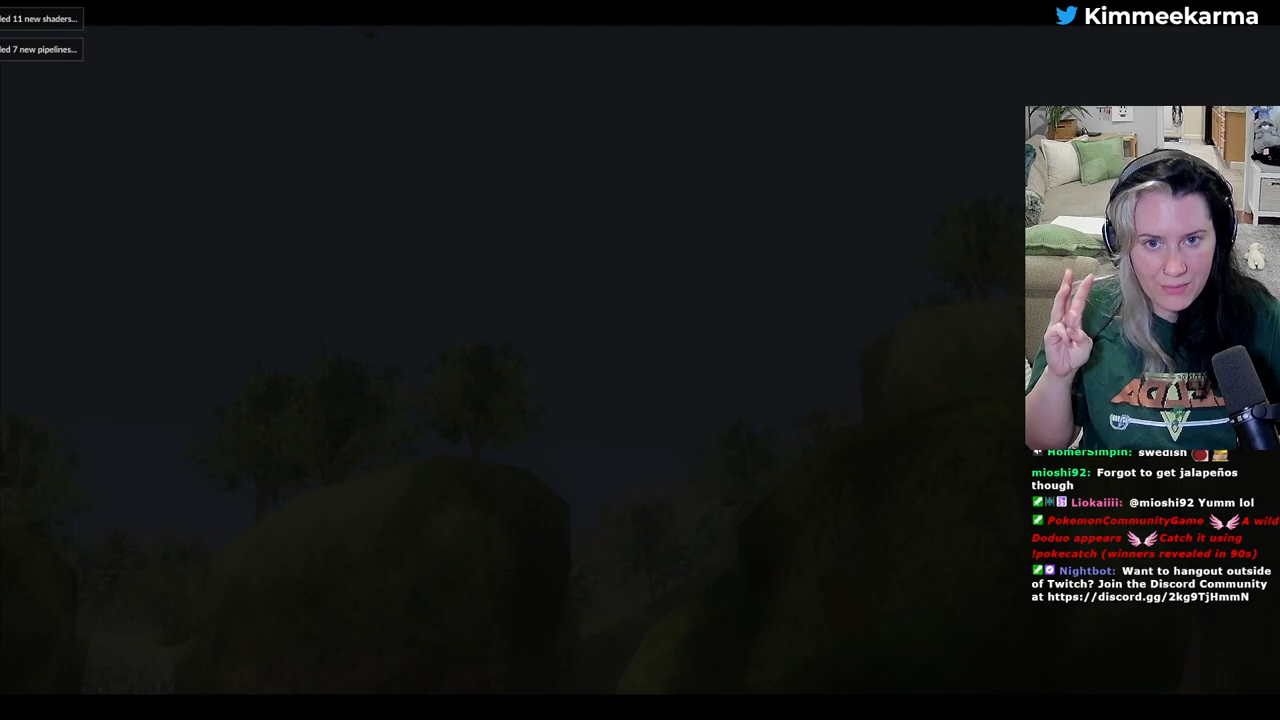 led 11 new shaders...
led 7 new pipelines...
Kimmeekarma
HomerSimpin: swedish
mioshi92: Forgot to get jalapeños
though
Liokaiiii: @mioshi92 Yumm lol
PokemonCommunityGame A wild
Doduo appears Catch it using
!pokecatch (winners revealed in 90s)
Nightbot: Want to hangout outside
of Twitch? Join the Discord Community
at https://discord.gg/2kg9TjHmmN